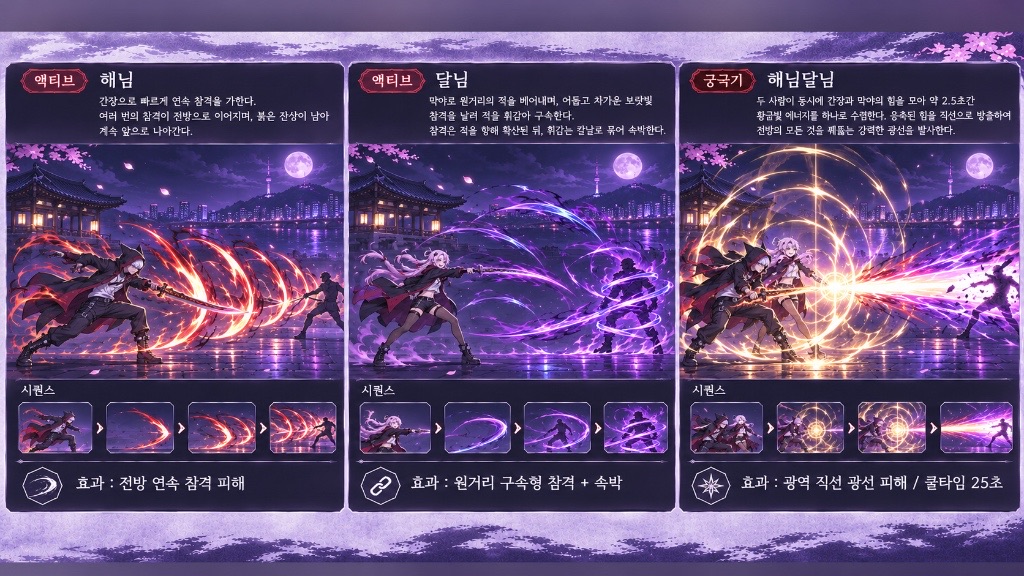 액티브 해님
간장으로 빠르게 연속 참격을 가한다.
여러 번의 참격이 전방으로 이어지며, 붉은 잔상이 남아
계속 앞으로 나아간다.
시퀀스
효과 : 전방 연속 참격 피해
액티브 달님
막야로 원거리의 적을 베어내며, 어둡고 차가운 보랏빛
참격을 날려 적을 휘감아 구속한다.
참격은 적을 향해 확산된 뒤, 휘감는 칼날로 묶어 속박한다.
시퀀스
효과 : 원거리 구속형 참격 + 속박
궁극기 해님달님
두 사람이 동시에 간장과 막야의 힘을 모아 약 2.5초간
황금빛 에너지를 하나로 수렴한다. 응축된 힘을 직선으로 방출하여
전방의 모든 것을 꿰뚫는 강력한 광선을 발사한다.
시퀀스
효과 : 광역 직선 광선 피해 / 쿨타임 25초